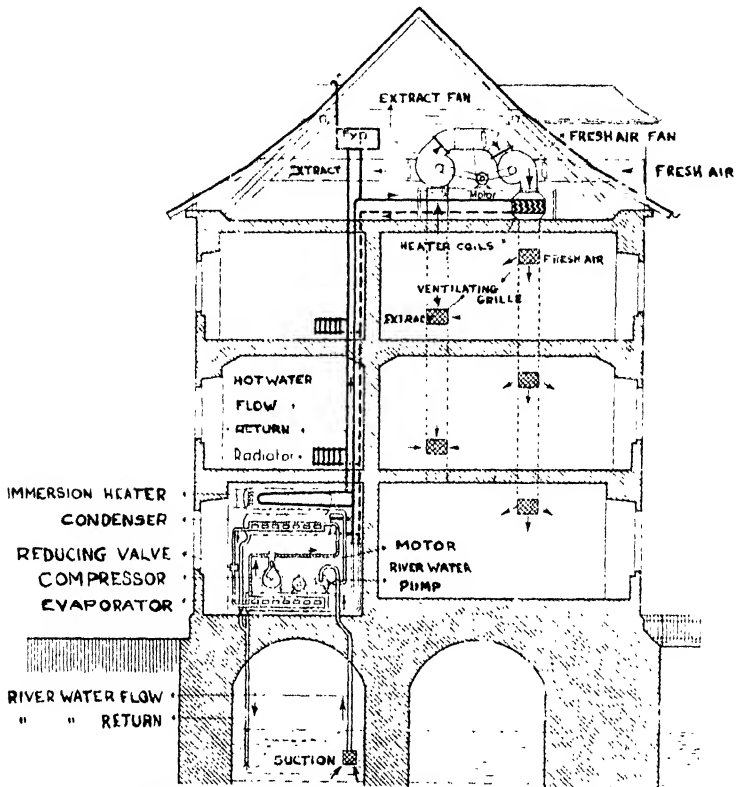 EXTRACT FAN
Exp
FRESH AIR FAN
EXTRACT
FRESH AIR
Motor
HEATER COILS
FRESH AIR
VENTILATING
GRILLE
EXTRACT
HOT WATER
FLOW
RETURN
Radiator
IMMERSION HEATER
CONDENSER
REDUCING VALVE
COMPRESSOR
EVAPORATOR
MOTOR
RIVER WATER
PUMP
RIVER WATER FLOW
" " RETURN
SUCTION